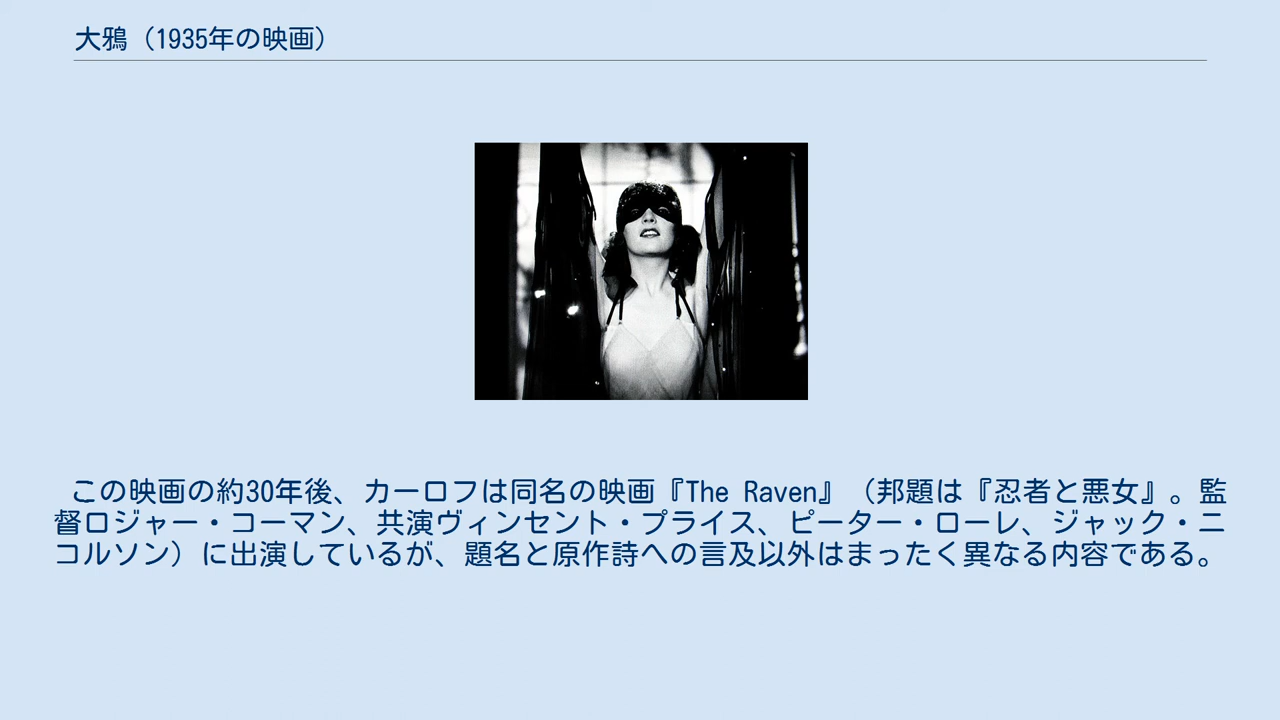 大鴉（1935年の映画）
この映画の約30年後、カーロフは同名の映画『The Raven』（邦題は『忍者と悪女』。監
督ロジャー・コーマン、共演ヴィンセント・プライス、ピーター・ローレ、ジャック・ニ
コルソン）に出演しているが、題名と原作詩への言及以外はまったく異なる内容である。